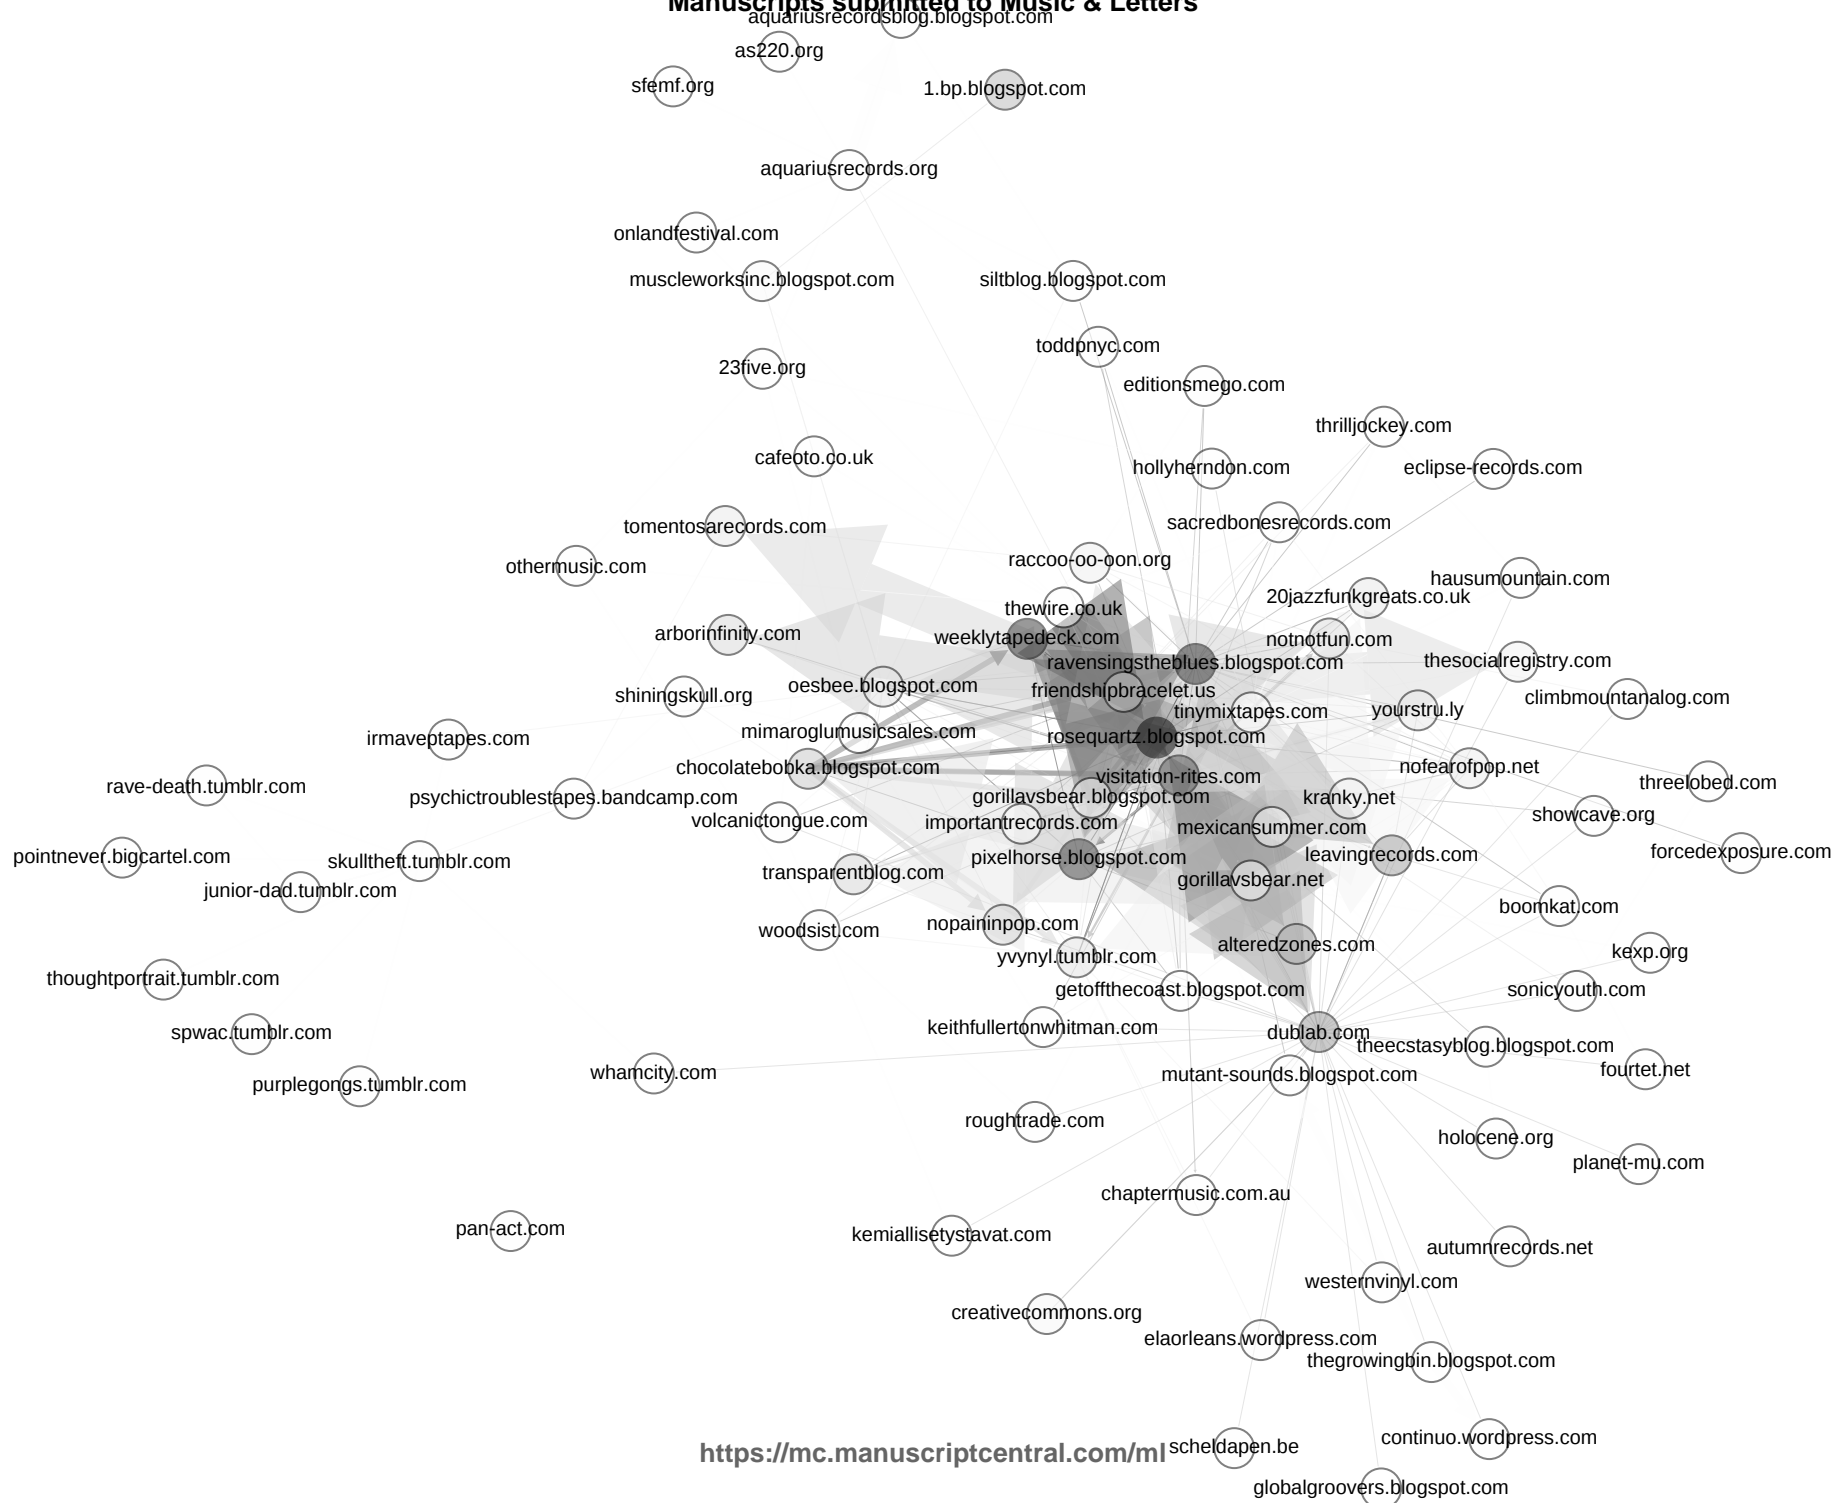 Manuscripts submitted to Music & Letters
aquariusrecordsblog.blogspot.com
as220.org
sfemf.org
1.bp.blogspot.com
aquariusrecords.org
onlandfestival.com
muscleworksinc.blogspot.com
siltblog.blogspot.com
toddpnyc.com
23five.org
editionsmego.com
thrilljockey.com
cafeoto.co.uk
hollyherndon.com
eclipse-records.com
tomentosarecords.com
sacredbonesrecords.com
othermusic.com
raccoo-oo-oon.org
hausumountain.com
20jazzfunkgreats.co.uk
thewire.co.uk
arborinfinity.com
weeklytapedeck.com
notnotfun.com
ravensingstheblues.blogspot.com
thesocialregistry.com
oesbee.blogspot.com
friendshipbracelet.us
shiningskull.org
climbmountanalog.com
tinymixtapes.com
yourstru.ly
mimaroglumusicsales.com
rosequartz.blogspot.com
irmaveptapes.com
chocolatebobka.blogspot.com
nofearofpop.net
visitation-rites.com
threelobed.com
rave-death.tumblr.com
psychictroublestapes.bandcamp.com
gorillavsbear.blogspot.com
kranky.net
showcave.org
volcanictongue.com
importantrecords.com
mexicansummer.com
forcedexposure.com
pointnever.bigcartel.com
pixelhorse.blogspot.com
leavingrecords.com
skulltheft.tumblr.com
transparentblog.com
gorillavsbear.net
junior-dad.tumblr.com
boomkat.com
nopaininpop.com
woodsist.com
alteredzones.com
kexp.org
yvynyl.tumblr.com
thoughtportrait.tumblr.com
getoffthecoast.blogspot.com
sonicyouth.com
keithfullertonwhitman.com
spwac.tumblr.com
dublab.com
theecstasyblog.blogspot.com
whamcity.com
mutant-sounds.blogspot.com
fourtet.net
purplegongs.tumblr.com
roughtrade.com
holocene.org
planet-mu.com
chaptermusic.com.au
pan-act.com
kemiallisetystavat.com
autumnrecords.net
westernvinyl.com
creativecommons.org
elaorleans.wordpress.com
thegrowingbin.blogspot.com
continuo.wordpress.com
scheldapen.be
https://mc.manuscriptcentral.com/ml
globalgroovers.blogspot.com